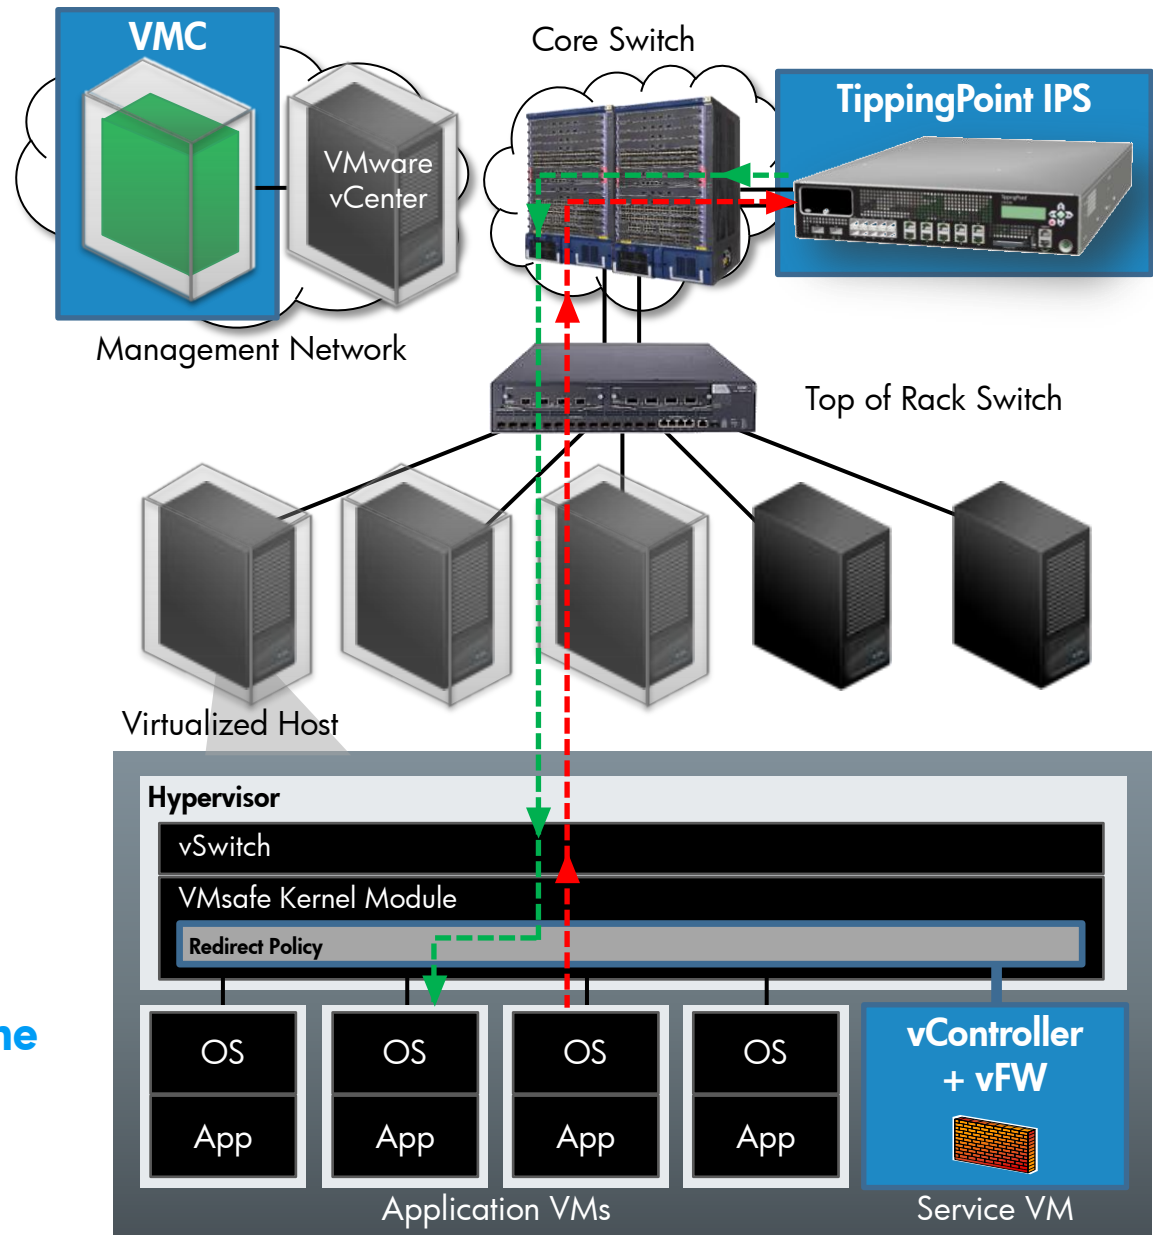 VMC
VMware
vCenter
Management Network
Core Switch
TippingPoint IPS
Top of Rack Switch
Virtualized Host
Hypervisor
vSwitch
VMsafe Kernel Module
Redirect Policy
ne
OS
App
OS
App
OS
App
OS
App
vController
+ vFW
Application VMs
Service VM